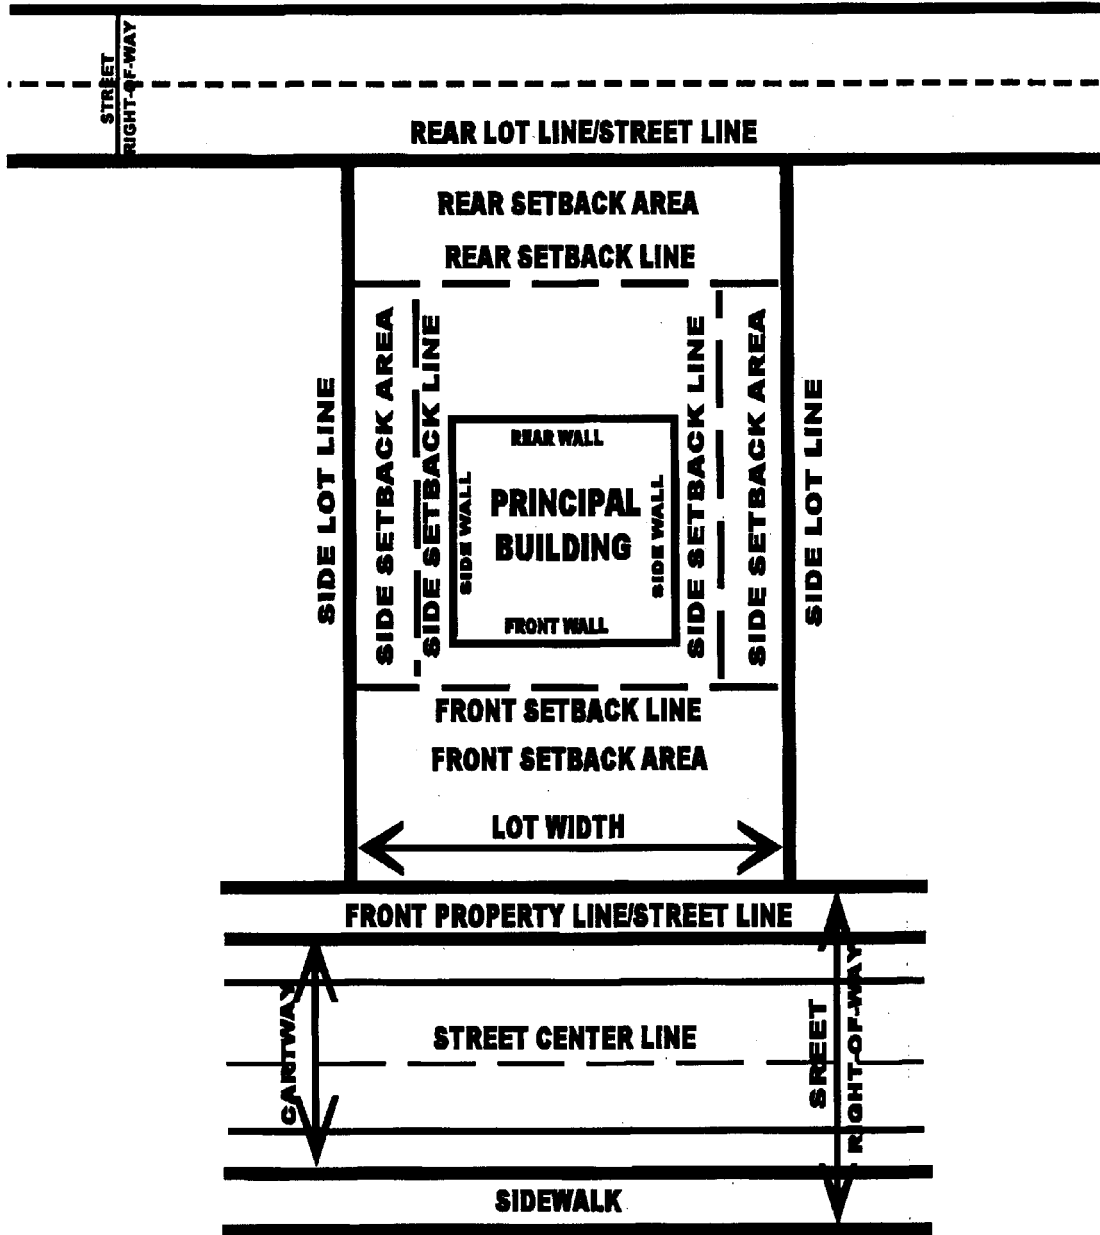 STREET
RIGHT-OF-WAY
REAR LOT LINE/STREET LINE
REAR SETBACK AREA
REAR SETBACK LINE
SIDE LOT LINE
SIDE SETBACK AREA
SIDE SETBACK LINE
REAR WALL
SIDE WALL
PRINCIPAL
BUILDING
SIDE WALL
FRONT WALL
SIDE SETBACK LINE
SIDE SETBACK AREA
SIDE LOT LINE
FRONT SETBACK LINE
FRONT SETBACK AREA
LOT WIDTH
FRONT PROPERTY LINE/STREET LINE
CARTWAY
STREET CENTER LINE
SREET
RIGHT-OF-WAY
SIDEWALK